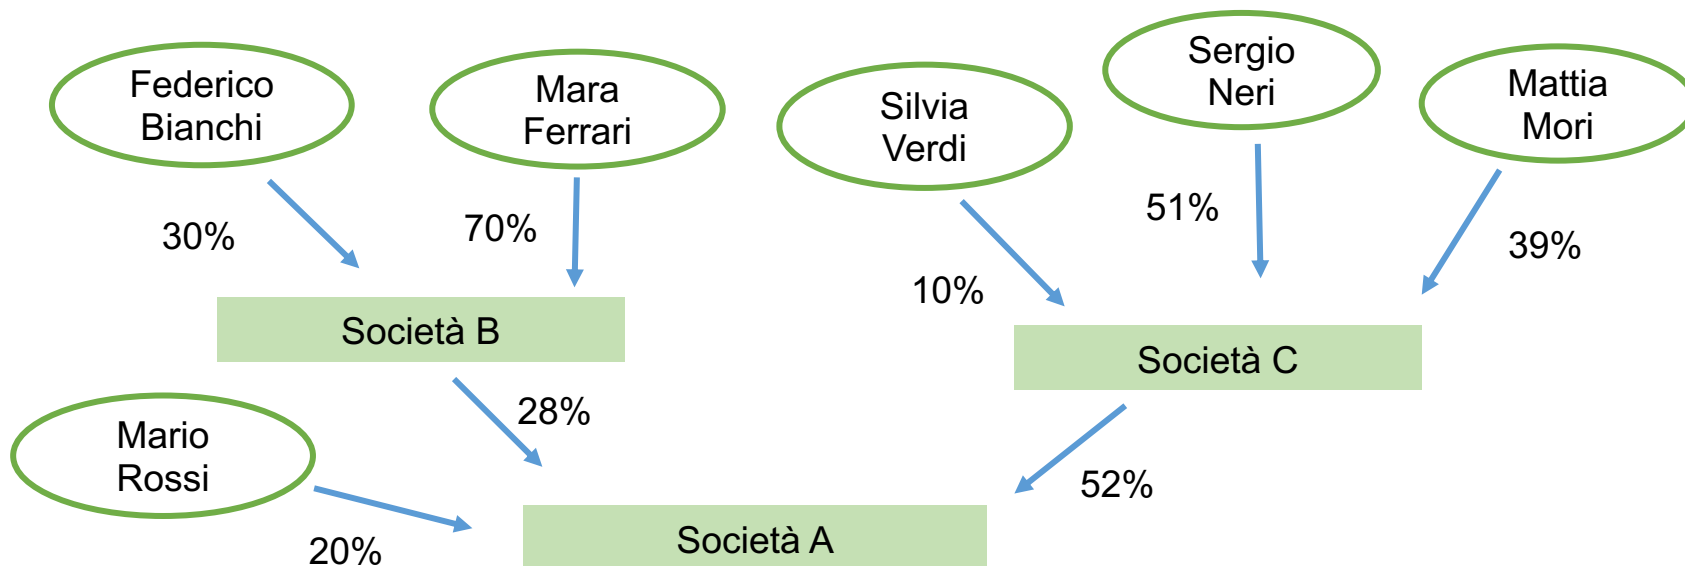 Federico
Bianchi
Mara
Ferrari
Silvia
Verdi
Sergio
Neri
Mattia
Mori
30%
70%
10%
51%
39%
Società B
Società C
Mario
Rossi
28%
52%
20%
Società A